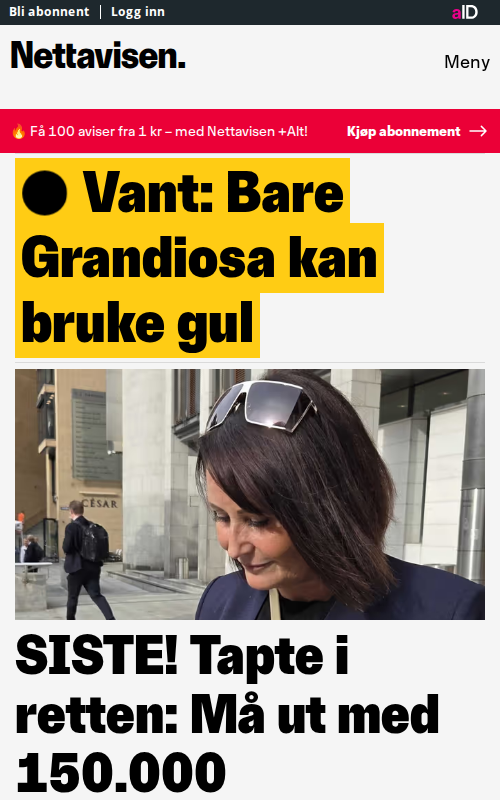 Bli abonnent | Logg inn
aID
Nettavisen.
Meny
🔥 Få 100 aviser fra 1 kr – med Nettavisen +Alt!
Kjøp abonnement →
● Vant: Bare
Grandiosa kan
bruke gul
CÉSAR
SISTE! Tapte i
retten: Må ut med
150.000